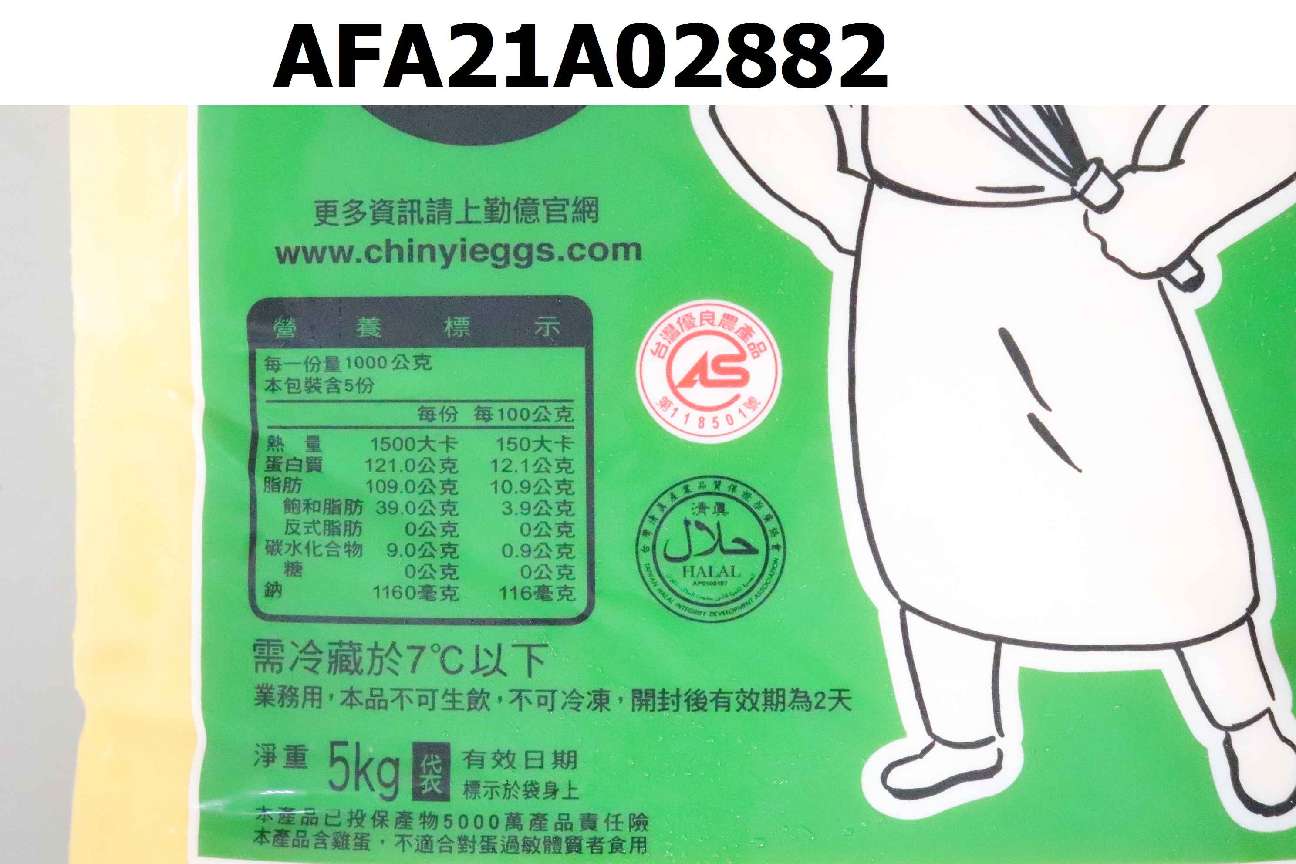 AFA21A02882
更多資訊請上勤億官網
www.chinyieggs.com
營養標示
每一份量1000公克
本包裝含5份
每份 每100公克
熱量 1500大卡 150大卡
蛋白質 121.0公克 12.1公克
脂肪 109.0公克 10.9公克
飽和脂肪 39.0公克 3.9公克
反式脂肪 0公克 0公克
碳水化合物 9.0公克 0.9公克
糖 0公克 0公克
鈉 1160毫克 116毫克
台灣優良農產品
AS
第118501號
清真
حلال
HALAL
TAIWAN HALAL INTEGRITY DEVELOPMENT ASSOCIATION
需冷藏於7℃以下
業務用,本品不可生飲,不可冷凍,開封後有效期為2天
淨重 5kg 袋 有效日期
標示於袋身上
本產品已投保產物5000萬產品責任險
本產品含雞蛋,不適合對蛋過敏體質者食用